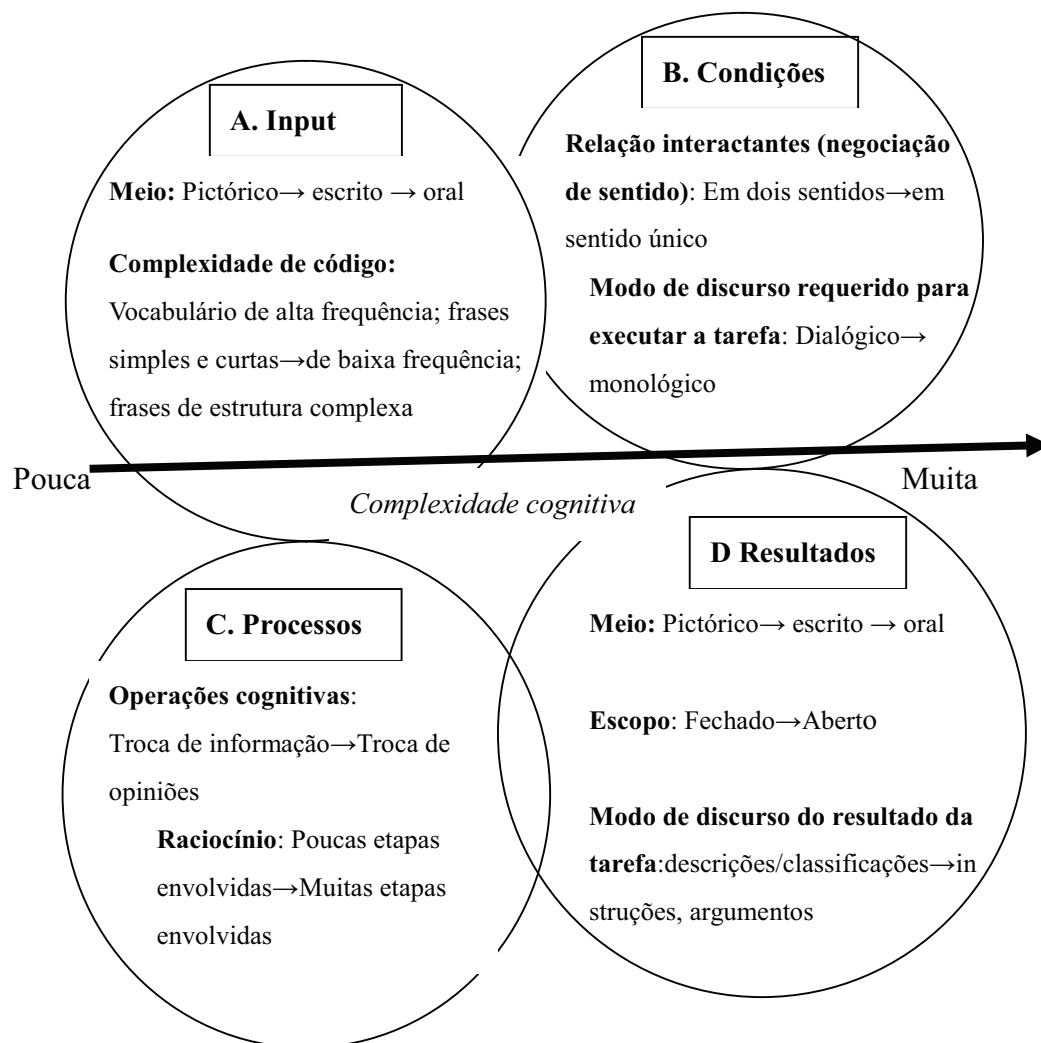 A. Input
Meio: Pictórico→ escrito → oral
Complexidade de código:
Vocabulário de alta frequência; frases
simples e curtas→de baixa frequência;
frases de estrutura complexa
B. Condições
Relação interactantes (negociação
de sentido): Em dois sentidos→em
sentido único
Modo de discurso requerido para
executar a tarefa: Dialógico→
monológico
Pouca
Complexidade cognitiva
Muita
C. Processos
Operações cognitivas:
Troca de informação→Troca de
opiniões
Raciocínio: Poucas etapas
envolvidas→Muitas etapas
envolvidas
D Resultados
Meio: Pictórico→ escrito → oral
Escopo: Fechado→Aberto
Modo de discurso do resultado da
tarefa:descrições/classificações→in
struções, argumentos